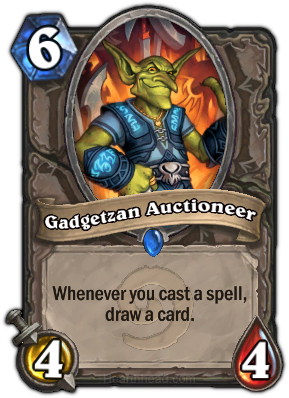 6
Gadgetzan Auctioneer
Whenever you cast a spell,
draw a card.
4
4